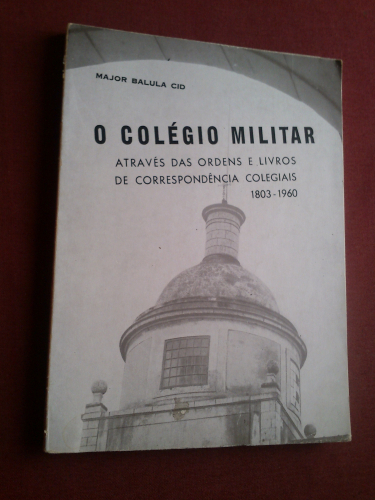 MAJOR BALULA CID
O COLÉGIO MILITAR
ATRAVÉS DAS ORDENS E LIVROS
DE CORRESPONDÊNCIA COLEGIAIS
1803-1960